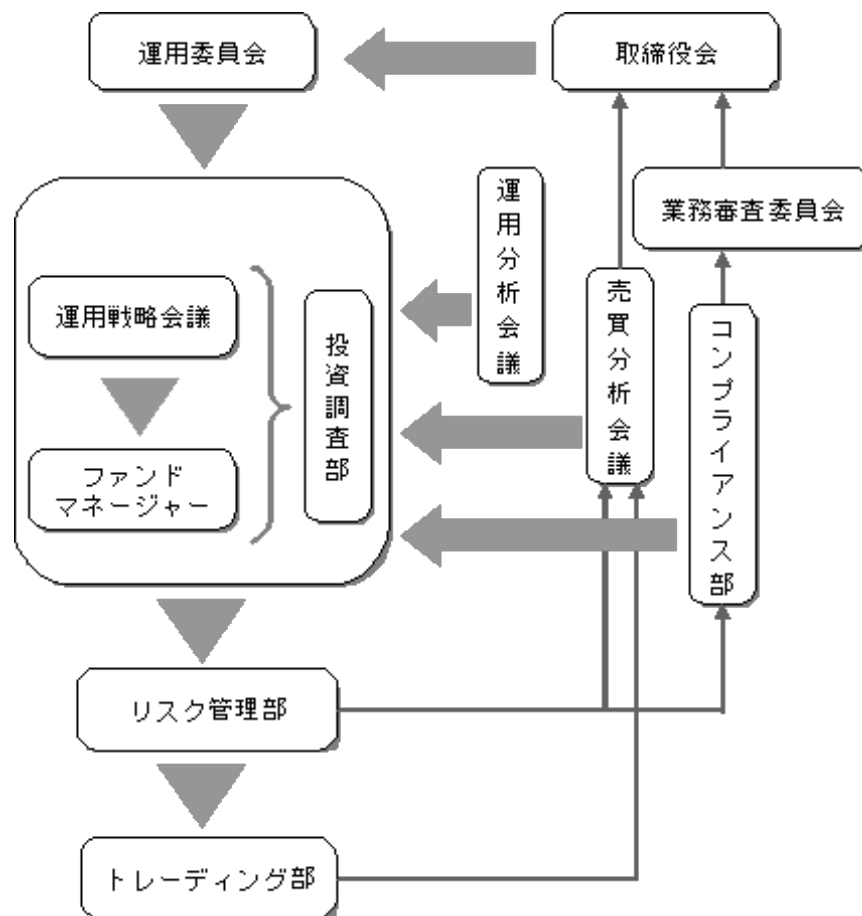 運用委員会
取締役会
運用分析会議
業務審査委員会
運用戦略会議
投資調査部
売買分析会議
コンプライアンス部
ファンド
マネージャー
リスク管理部
トレーディング部